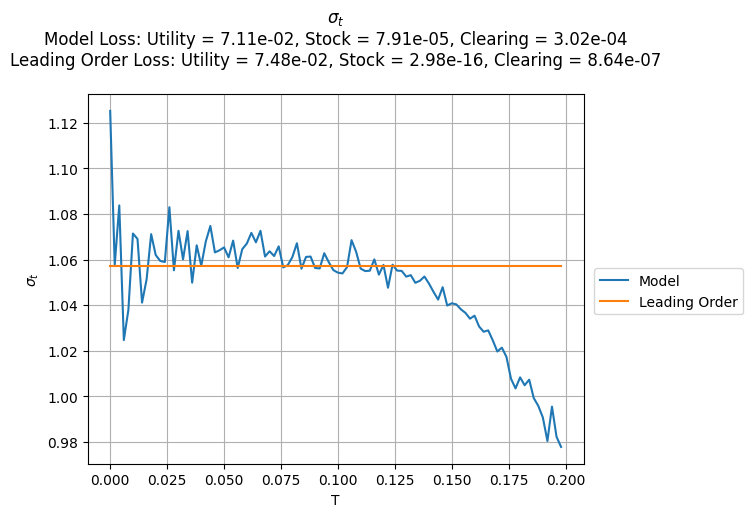 σₜ
Model Loss: Utility = 7.11e-02, Stock = 7.91e-05, Clearing = 3.02e-04
Leading Order Loss: Utility = 7.48e-02, Stock = 2.98e-16, Clearing = 8.64e-07
1.12
1.10
1.08
1.06
1.04
1.02
1.00
0.98
σₜ
0.000
0.025
0.050
0.075
0.100
0.125
0.150
0.175
0.200
T
Model
Leading Order